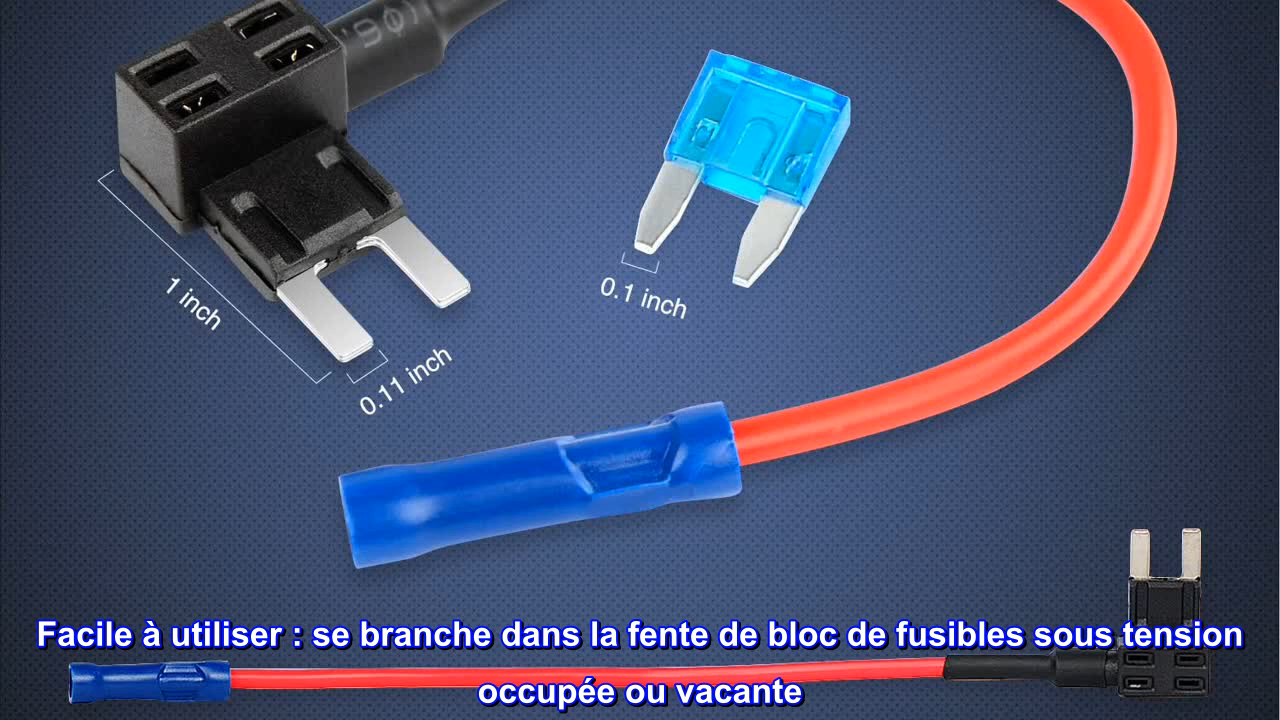 1 inch
0.11 inch
0.1 inch
Facile à utiliser : se branche dans la fente de bloc de fusibles sous tension
occupée ou vacante